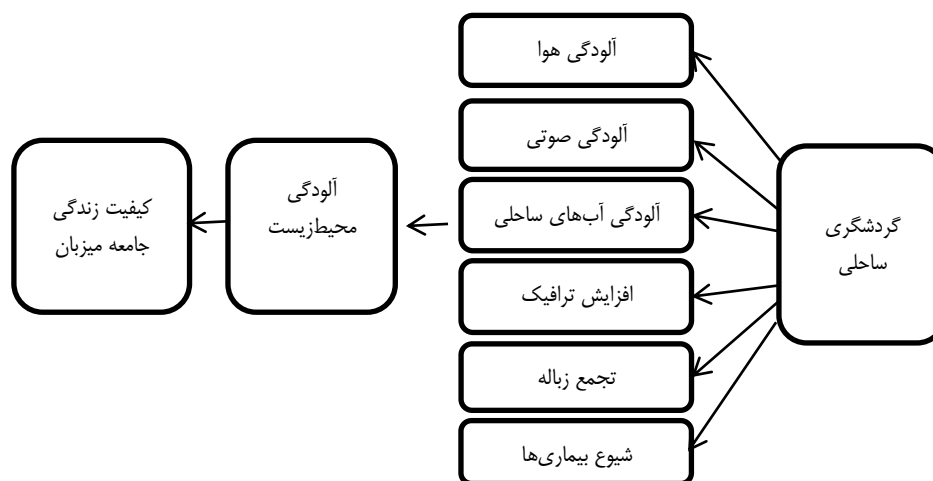 گردشگری
ساحلی
آلودگی هوا
آلودگی صوتی
آلودگی آب‌های ساحلی
افزایش ترافیک
تجمع زباله
شیوع بیماری‌ها
آلودگی
محیط‌زیست
کیفیت زندگی
جامعه میزبان